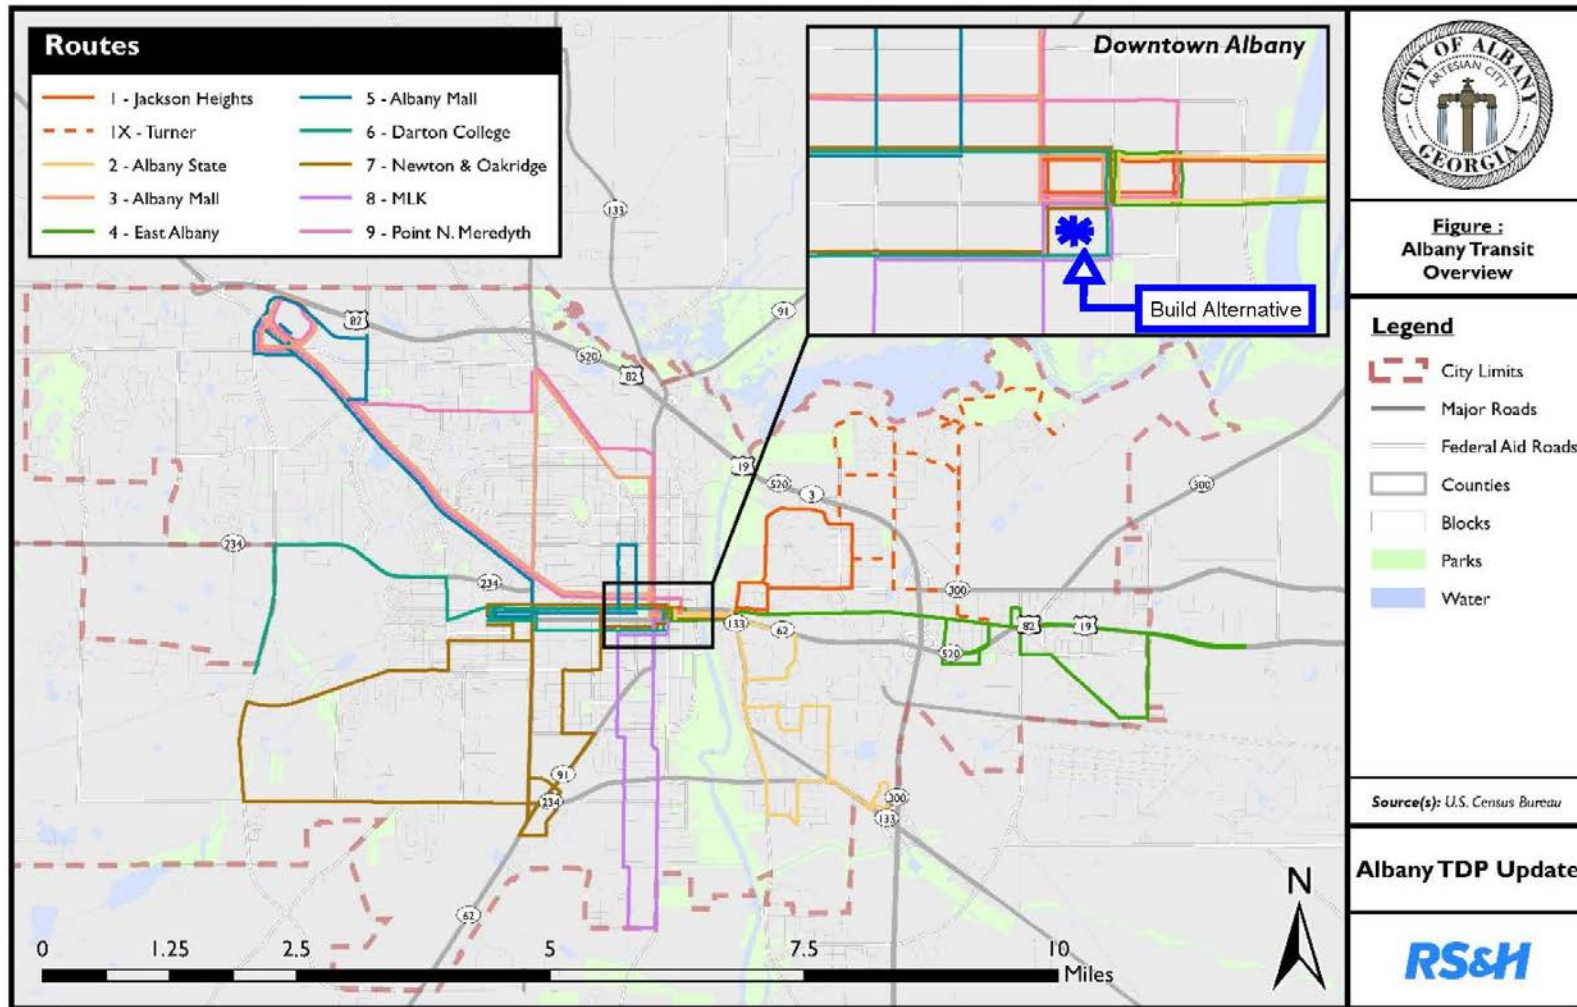 Routes
1 - Jackson Heights
1X - Turner
2 - Albany State
3 - Albany Mall
4 - East Albany
5 - Albany Mall
6 - Darton College
7 - Newton & Oakridge
8 - MLK
9 - Point N. Meredyth
Downtown Albany
Build Alternative
133
82
91
520
82
19
520
3
300
234
234
300
133
62
82
19
520
91
234
300
133
62
0
1.25
2.5
5
7.5
10
Miles
N
CITY OF ALBANY
ARTESIAN CITY
GEORGIA
Figure :
Albany Transit
Overview
Legend
City Limits
Major Roads
Federal Aid Roads
Counties
Blocks
Parks
Water
Source(s): U.S. Census Bureau
Albany TDP Update
RS&H